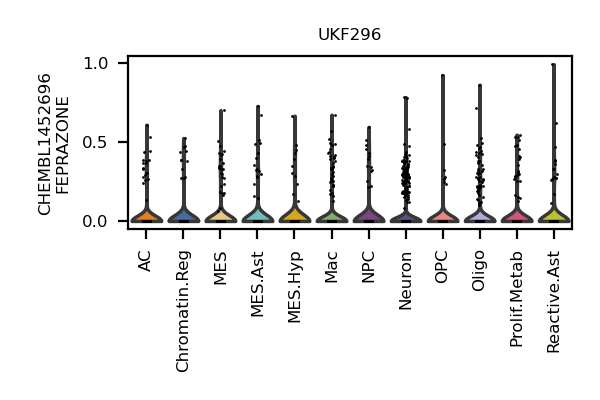 UKF296
CHEMBL1452696
FEPRAZONE
1.0
0.5
0.0
AC
Chromatin.Reg
MES
MES.Ast
MES.Hyp
Mac
NPC
Neuron
OPC
Oligo
Prolif.Metab
Reactive.Ast